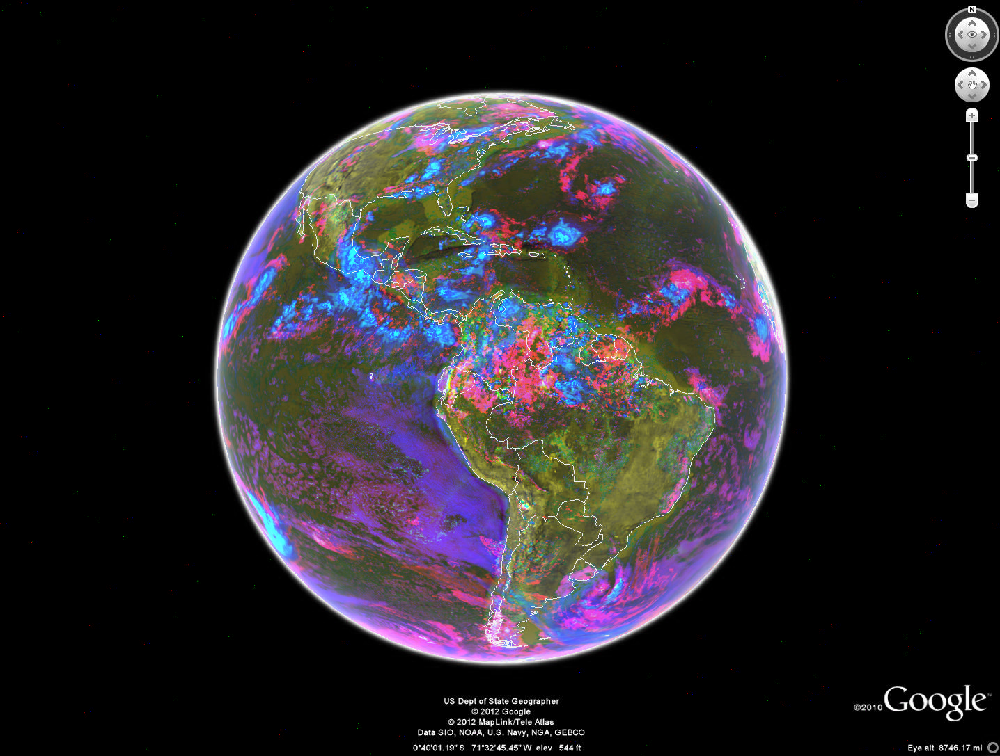 N
US Dept of State Geographer
© 2012 Google
© 2012 MapLink/Tele Atlas
Data SIO, NOAA, U.S. Navy, NGA, GEBCO
©2010 Google™
0°40'01.19" S 71°32'45.45" W elev 544 ft
Eye alt 8746.17 mi